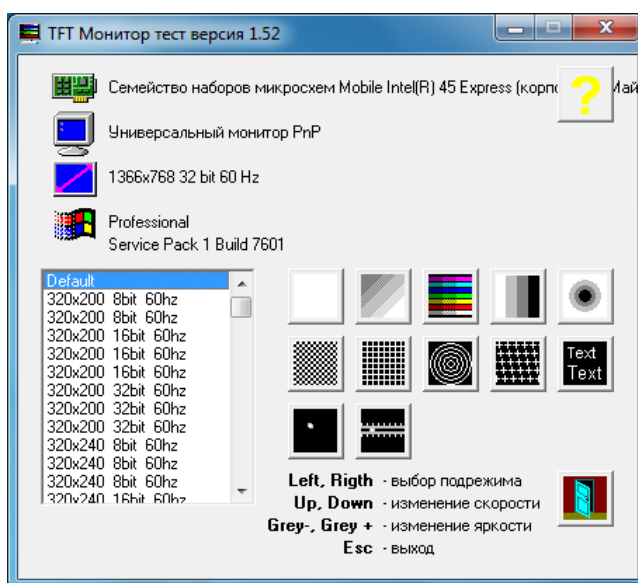 TFT Монитор тест версия 1.52
Семейство наборов микросхем Mobile Intel(R) 45 Express (корпо Май
?
Универсальный монитор PnP
1366x768 32 bit 60 Hz
Professional
Service Pack 1 Build 7601
Default
320x200 8bit 60hz
320x200 8bit 60hz
320x200 16bit 60hz
320x200 16bit 60hz
320x200 16bit 60hz
320x200 32bit 60hz
320x200 32bit 60hz
320x200 32bit 60hz
320x240 8bit 60hz
320x240 8bit 60hz
320x240 8bit 60hz
320x240 16bit 60hz
Text
Text
Left, Rigth - выбор подрежима
Up, Down - изменение скорости
Grey-, Grey + - изменение яркости
Esc - выход